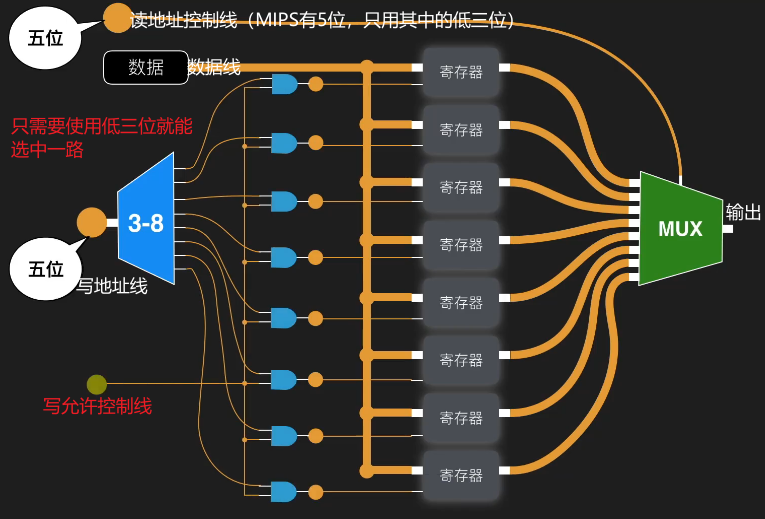 五位
读地址控制线（MIPS有5位，只用其中的低三位）
数据
数据线
寄存器
只需要使用低三位就能
选中一路
寄存器
寄存器
3-8
MUX
输出
寄存器
五位
写地址线
寄存器
寄存器
写允许控制线
寄存器
寄存器